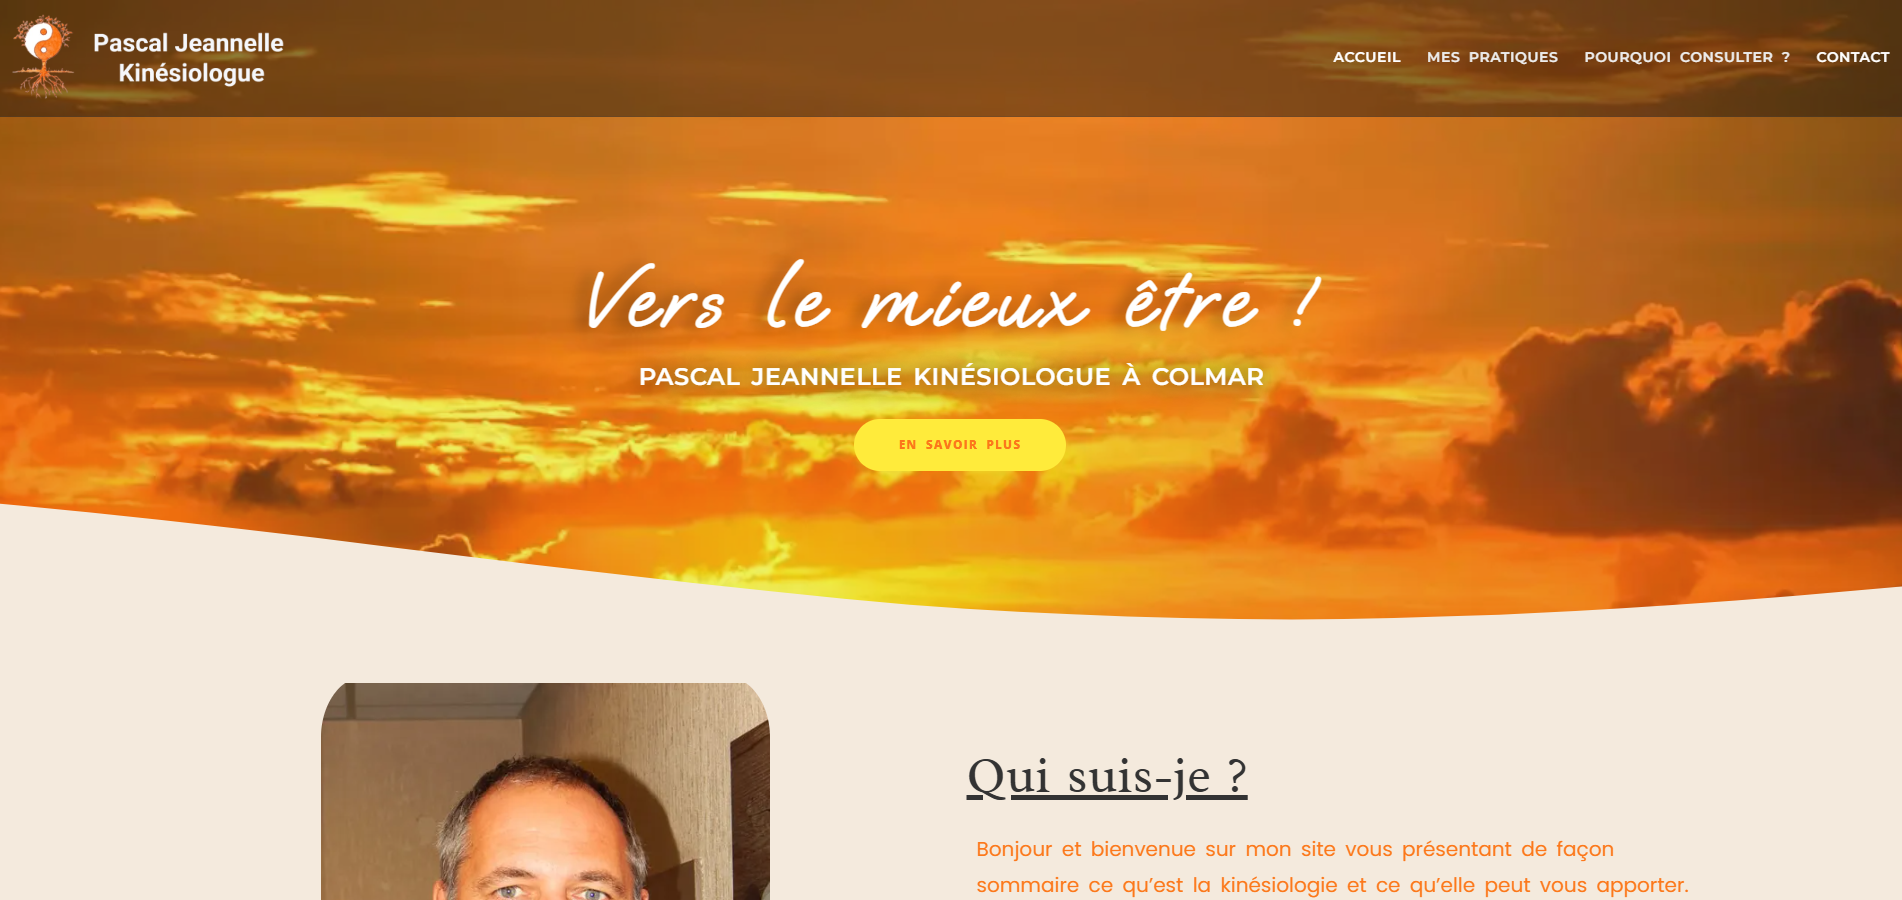 Pascal Jeannelle
Kinésiologue
ACCUEIL MES PRATIQUES POURQUOI CONSULTER ? CONTACT
Vers le mieux être !
PASCAL JEANNELLE KINÉSIOLOGUE À COLMAR
EN SAVOIR PLUS
Qui suis-je ?
Bonjour et bienvenue sur mon site vous présentant de façon
sommaire ce qu’est la kinésiologie et ce qu’elle peut vous apporter.